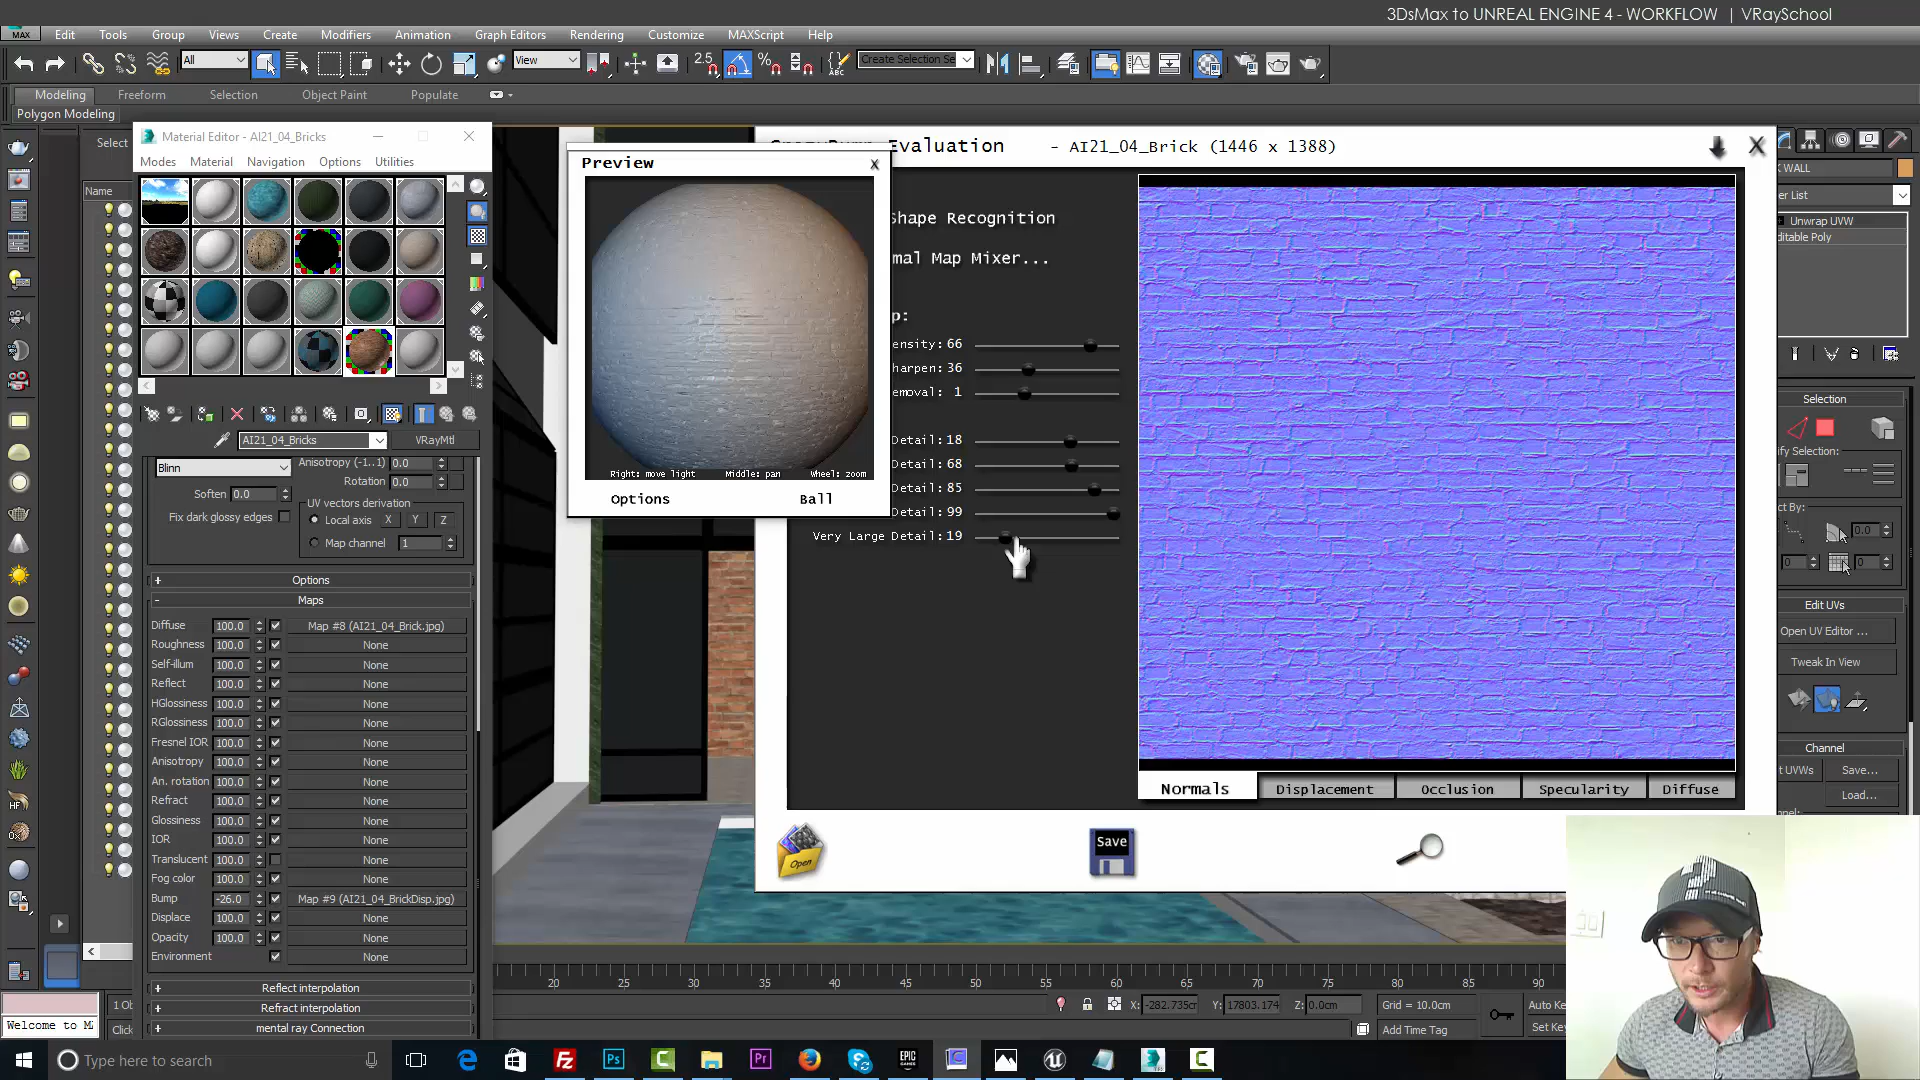 3DsMax to UNREAL ENGINE 4 - WORKFLOW | VRaySchool
MAX Edit Tools Group Views Create Modifiers Animation Graph Editors Rendering Customize MAXScript Help
All View 2.5 Create Selection Se
Modeling Freeform Selection Object Paint Populate
Polygon Modeling
Select
Name
Material Editor - AI21_04_Bricks
Modes Material Navigation Options Utilities
AI21_04_Bricks VRayMtl
Blinn
Anisotropy (-1..1) 0.0
Rotation 0.0
Soften 0.0
UV vectors derivation
Fix dark glossy edges
Local axis X Y Z
Map channel 1
+ Options
- Maps
Diffuse 100.0 Map #8 (AI21_04_Brick.jpg)
Roughness 100.0 None
Self-illum 100.0 None
Reflect 100.0 None
HGlossiness 100.0 None
RGlossiness 100.0 None
Fresnel IOR 100.0 None
Anisotropy 100.0 None
An. rotation 100.0 None
Refract 100.0 None
Glossiness 100.0 None
IOR 100.0 None
Translucent 100.0 None
Fog color 100.0 None
Bump -26.0 Map #9 (AI21_04_BrickDisp.jpg)
Displace 100.0 None
Opacity 100.0 None
Environment None
+ Reflect interpolation
+ Refract interpolation
+ mental ray Connection
Preview x
Right: move light Middle: pan Wheel: zoom
Options Ball
Evaluation - AI21_04_Brick (1446 x 1388) X
Shape Recognition
mal Map Mixer...
p:
ensity: 66
harpen: 36
emoval: 1
Detail: 18
Detail: 68
Detail: 85
Detail: 99
Very Large Detail: 19
Normals Displacement Occlusion Specularity Diffuse
Open Save
K WALL
er List
Unwrap UVW
ditable Poly
Selection
ify Selection:
ct By:
0.0
0 0
Edit UVs
Open UV Editor ...
Tweak In View
Channel
t UVWs Save...
Load...
20 25 30 35 40 45 50 55 60 65 70 75 80 85 90
1 Ob
X: -282.735cm Y: 17803.174 Z: 0.0cm Grid = 10.0cm Auto Ke
Welcome to M
Click
Add Time Tag Set Key
Type here to search